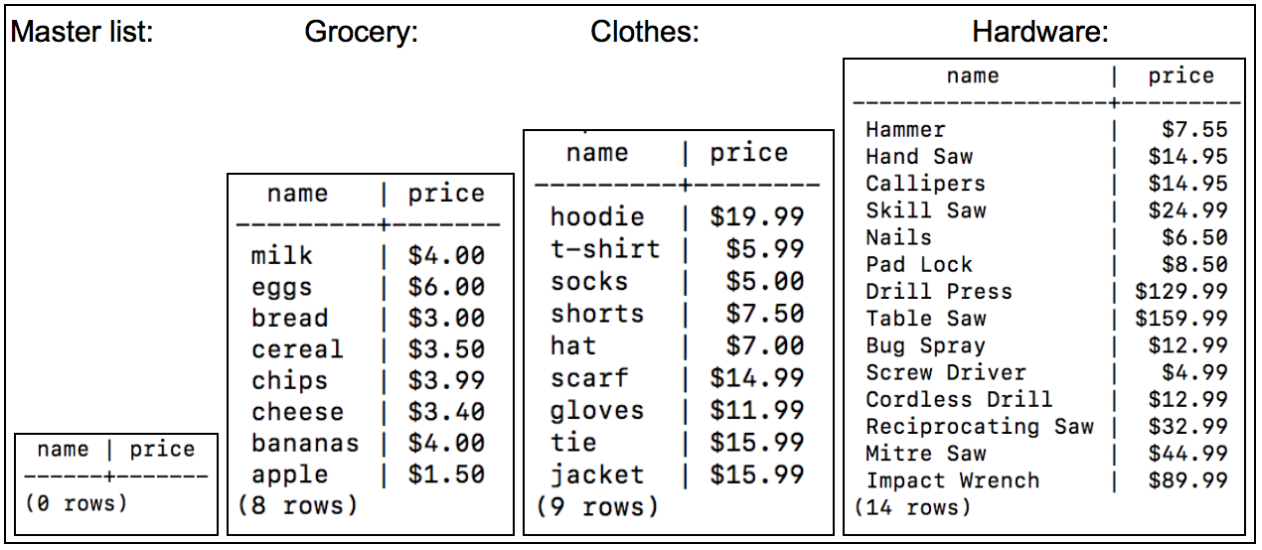 Master list:
Grocery:
Clothes:
Hardware:
name | price
------+-------
(0 rows)
name | price
---------+-------
milk | $4.00
eggs | $6.00
bread | $3.00
cereal | $3.50
chips | $3.99
cheese | $3.40
bananas | $4.00
apple | $1.50
(8 rows)
name | price
---------+--------
hoodie | $19.99
t-shirt | $5.99
socks | $5.00
shorts | $7.50
hat | $7.00
scarf | $14.99
gloves | $11.99
tie | $15.99
jacket | $15.99
(9 rows)
name | price
--------------------+---------
Hammer | $7.55
Hand Saw | $14.95
Callipers | $14.95
Skill Saw | $24.99
Nails | $6.50
Pad Lock | $8.50
Drill Press | $129.99
Table Saw | $159.99
Bug Spray | $12.99
Screw Driver | $4.99
Cordless Drill | $12.99
Reciprocating Saw | $32.99
Mitre Saw | $44.99
Impact Wrench | $89.99
(14 rows)